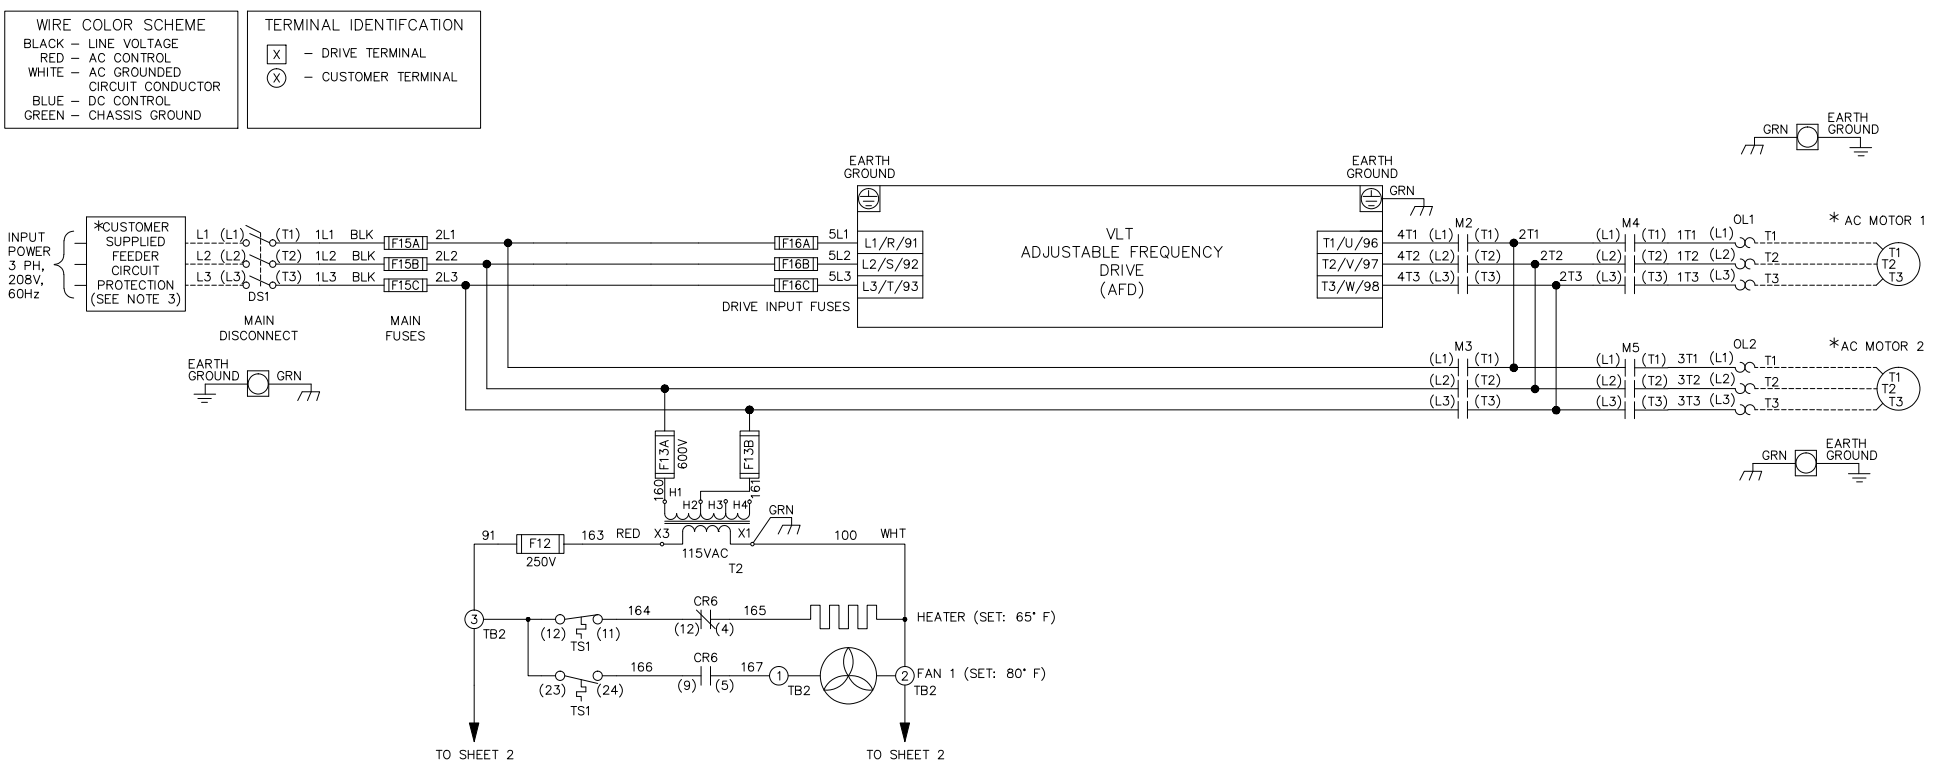 WIRE COLOR SCHEME
BLACK – LINE VOLTAGE
RED – AC CONTROL
WHITE – AC GROUNDED
CIRCUIT CONDUCTOR
BLUE – DC CONTROL
GREEN – CHASSIS GROUND
TERMINAL IDENTIFCATION
X – DRIVE TERMINAL
X – CUSTOMER TERMINAL
EARTH
GROUND
GRN
EARTH
GROUND
EARTH
GROUND
GRN
INPUT
POWER
3 PH,
208V,
60Hz
*CUSTOMER
SUPPLIED
FEEDER
CIRCUIT
PROTECTION
(SEE NOTE 3)
L1 (L1) (T1) 1L1 BLK F15A 2L1 F16A 5L1 L1/R/91
L2 (L2) (T2) 1L2 BLK F15B 2L2 F16B 5L2 L2/S/92
L3 (L3) (T3) 1L3 BLK F15C 2L3 F16C 5L3 L3/T/93
DS1
MAIN
DISCONNECT
MAIN
FUSES
DRIVE INPUT FUSES
VLT
ADJUSTABLE FREQUENCY
DRIVE
(AFD)
M2 M4 OL1 * AC MOTOR 1
T1/U/96 4T1 (L1) (T1) 2T1 (L1) (T1) 1T1 (L1) T1
T2/V/97 4T2 (L2) (T2) 2T2 (L2) (T2) 1T2 (L2) T2
T3/W/98 4T3 (L3) (T3) 2T3 (L3) (T3) 1T3 (L3) T3
T1
T2
T3
EARTH
GROUND
GRN
M3 M5 OL2 *AC MOTOR 2
(L1) (T1) (L1) (T1) 3T1 (L1) T1
(L2) (T2) (L2) (T2) 3T2 (L2) T2
(L3) (T3) (L3) (T3) 3T3 (L3) T3
T1
T2
T3
GRN
EARTH
GROUND
F13A
600V
F13B
160
161
H1
H2 H3 H4
GRN
91 F12 163 RED X3 X1 100 WHT
250V
115VAC
T2
3
TB2
(12) (11) 164 CR6 165 HEATER (SET: 65° F)
TS1
(12) (4)
(23) (24) 166 CR6 167 1 2 FAN 1 (SET: 80° F)
TS1
(9) (5)
TB2
TB2
TO SHEET 2
TO SHEET 2